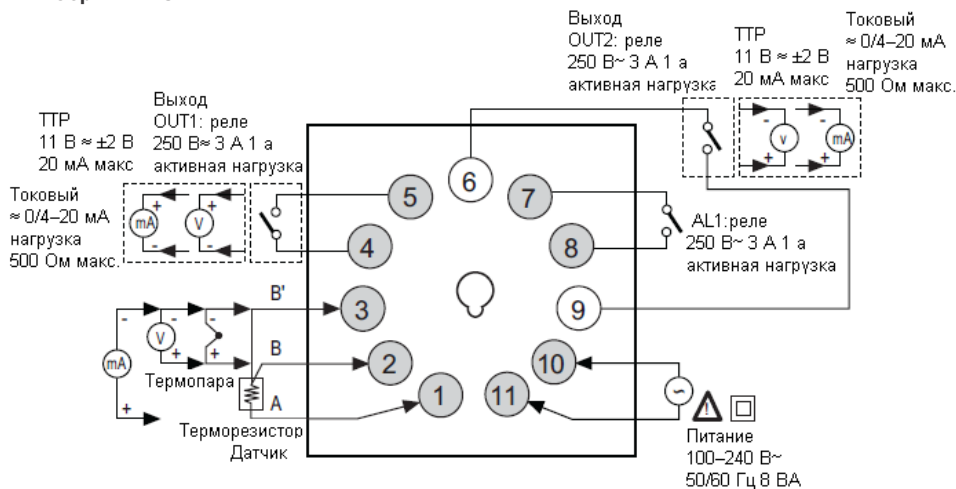 Выход
OUT2: реле
250 В~ 3 А 1 а
активная нагрузка
ТТР
11 В ≈ ±2 В
20 мА макс
Токовый
≈ 0/4–20 мА
нагрузка
500 Ом макс.
ТТР
11 В ≈ ±2 В
20 мА макс
Выход
OUT1: реле
250 В≈ 3 А 1 а
активная нагрузка
Токовый
≈ 0/4–20 мА
нагрузка
500 Ом макс.
- v +
- mA +
+ mA -
+ V -
5
6
7
4
8
AL1:реле
250 В~ 3 А 1 а
активная нагрузка
B'
3
9
- V +
- +
B
2
10
mA
- +
Термопара
A
1
11
~
Терморезистор
Датчик
Питание
100–240 В~
50/60 Гц 8 ВА